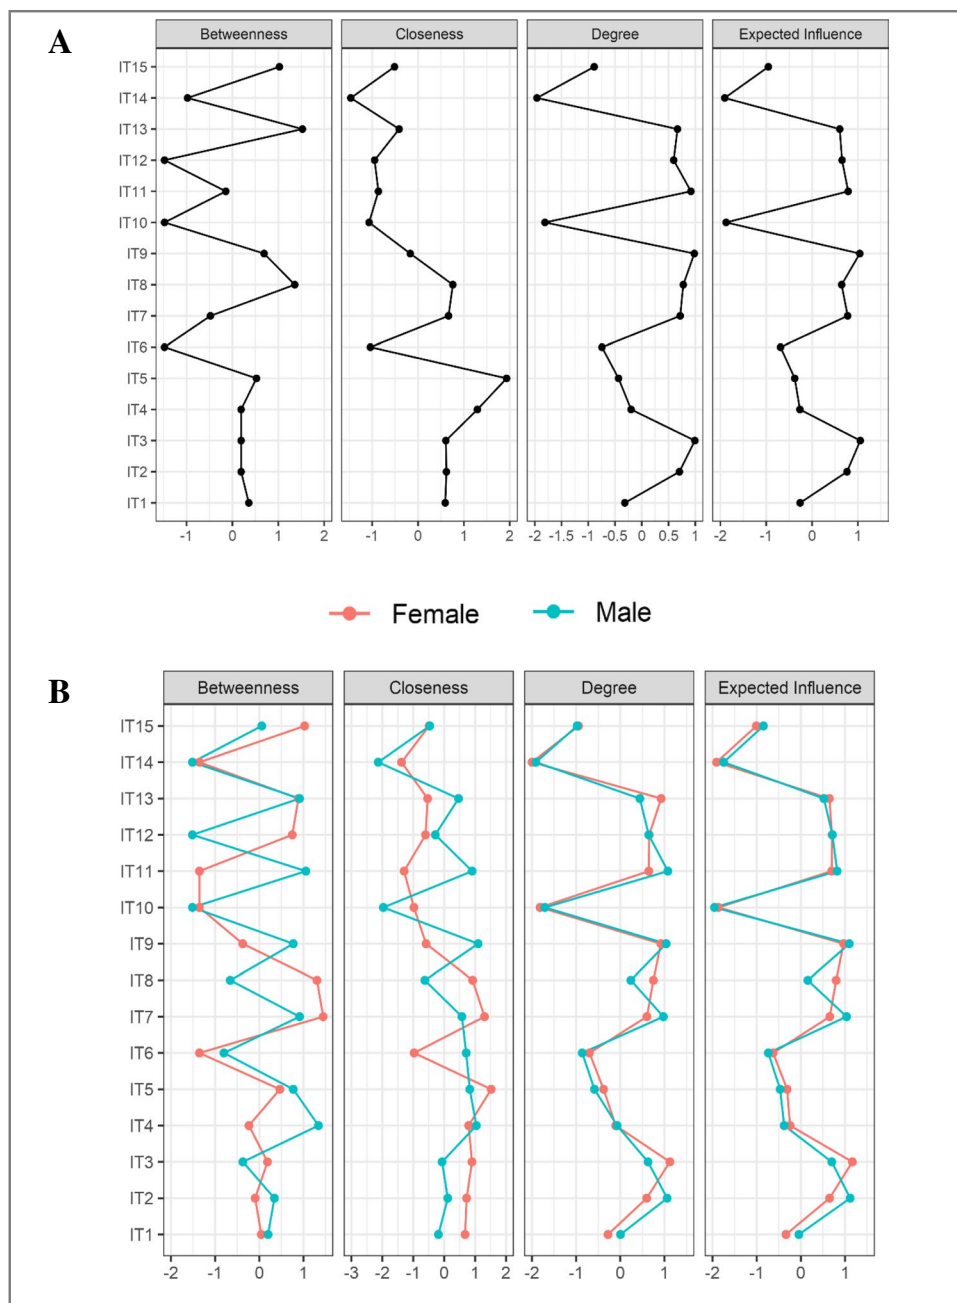 A
Betweenness Closeness Degree Expected Influence
IT15
IT14
IT13
IT12
IT11
IT10
IT9
IT8
IT7
IT6
IT5
IT4
IT3
IT2
IT1
-1 0 1 2 -1 0 1 2 -2 -1.5 -0.5 0 0.5 1 -2 -1 0 1
Female Male
B
Betweenness Closeness Degree Expected Influence
IT15
IT14
IT13
IT12
IT11
IT10
IT9
IT8
IT7
IT6
IT5
IT4
IT3
IT2
IT1
-2 -1 0 1 -3 -2 -1 0 1 2 -2 -1 0 1 -2 -1 0 1